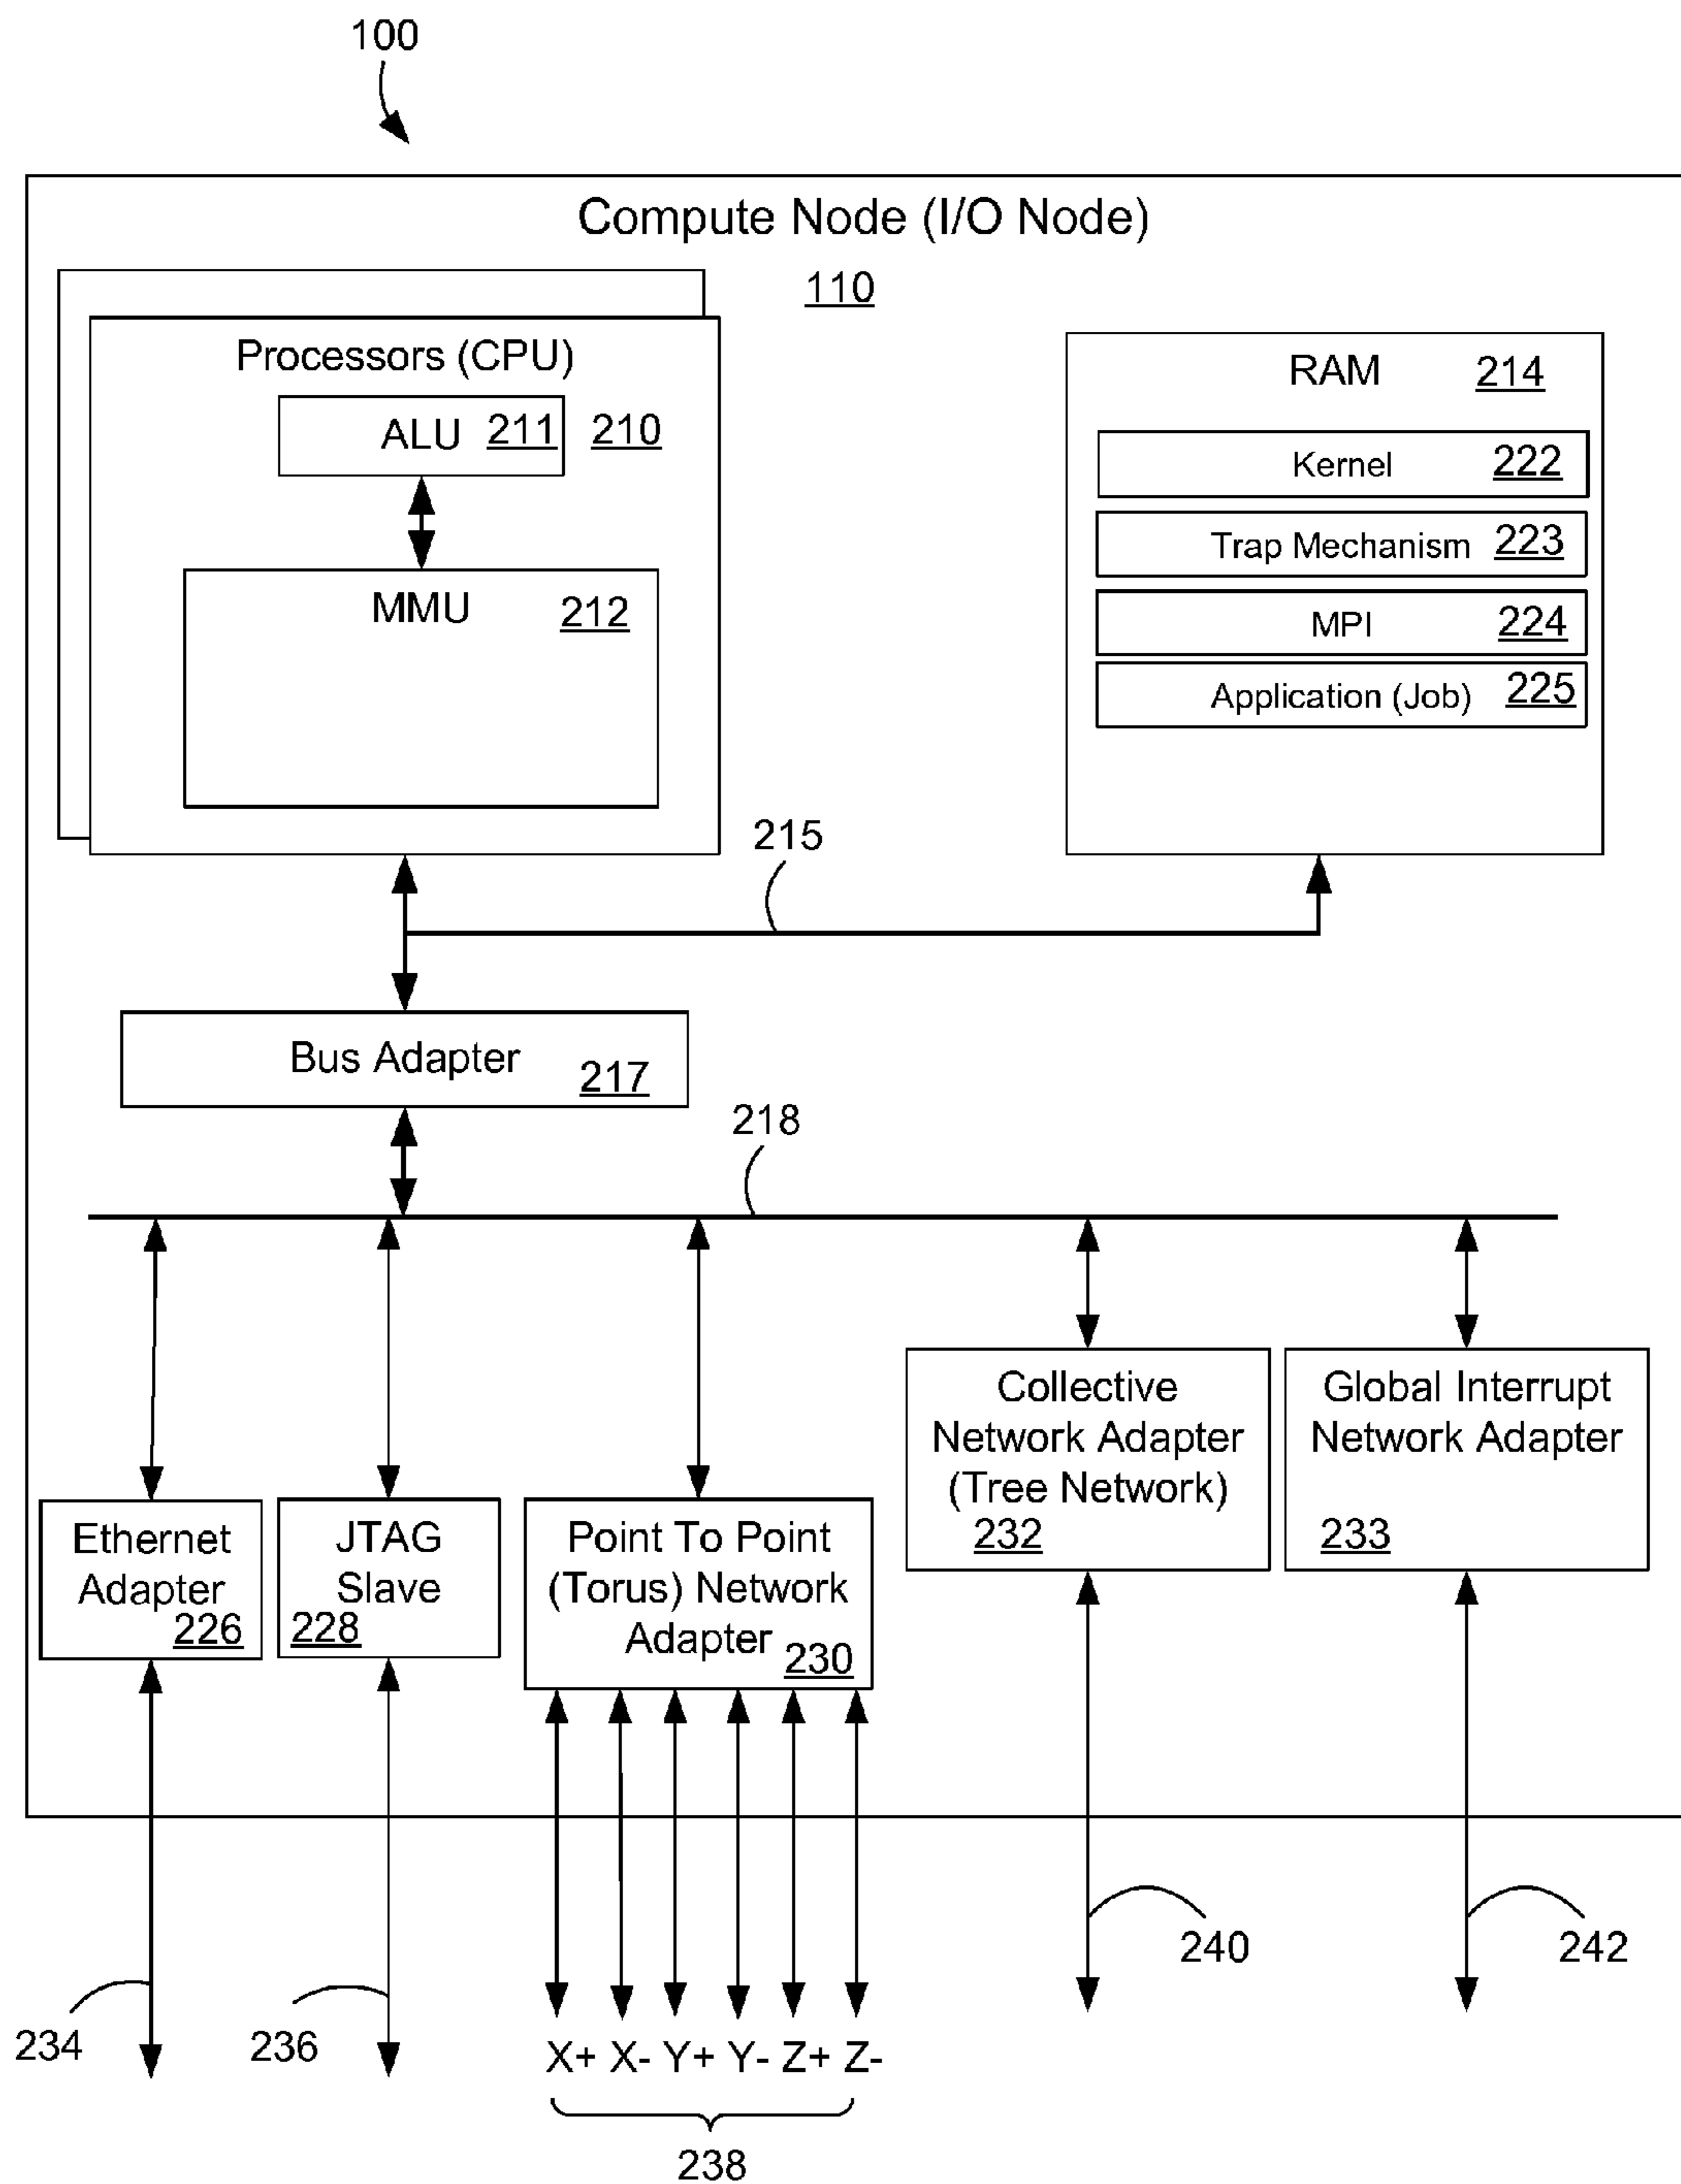 100
Compute Node (I/O Node)
110
Processors (CPU)
ALU 211 210
MMU 212
RAM 214
Kernel 222
Trap Mechanism 223
MPI 224
Application (Job) 225
215
Bus Adapter 217
218
Ethernet
Adapter
226
JTAG
Slave
228
Point To Point
(Torus) Network
Adapter 230
Collective
Network Adapter
(Tree Network)
232
Global Interrupt
Network Adapter
233
234
236
X+ X- Y+ Y- Z+ Z-
238
240
242